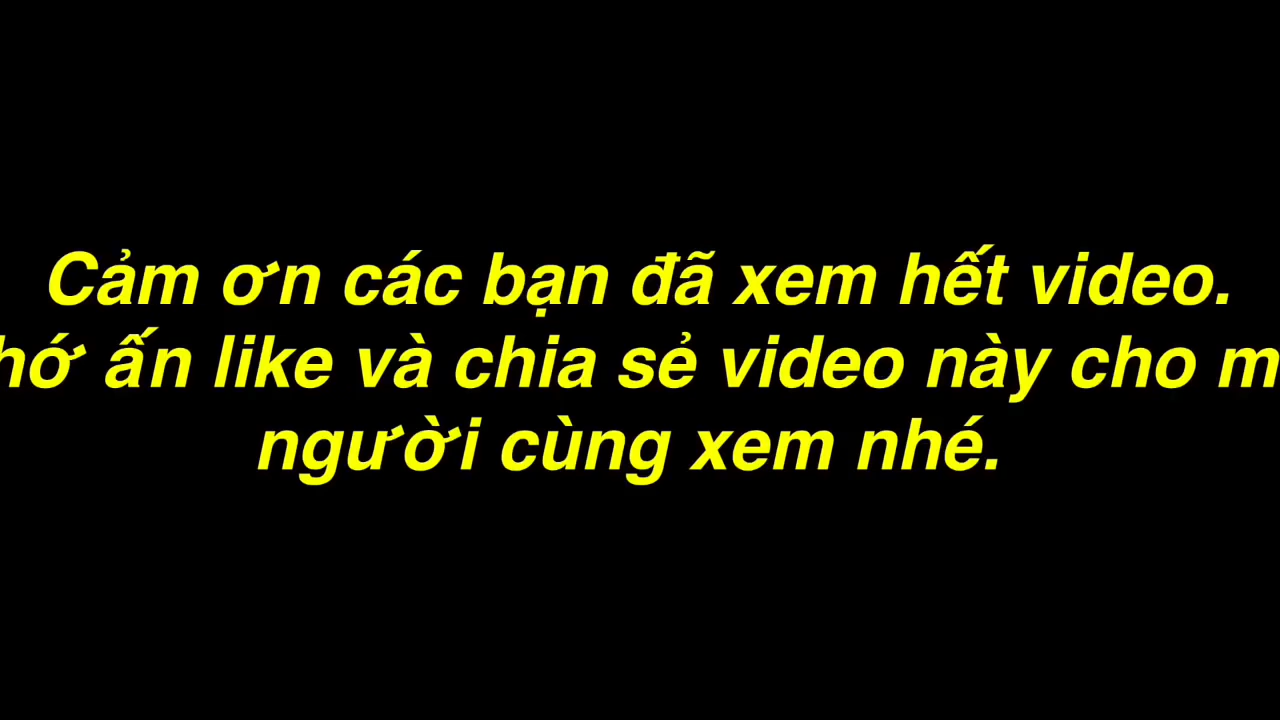 Cảm ơn các bạn đã xem hết video.
hớ ấn like và chia sẻ video này cho m
người cùng xem nhé.